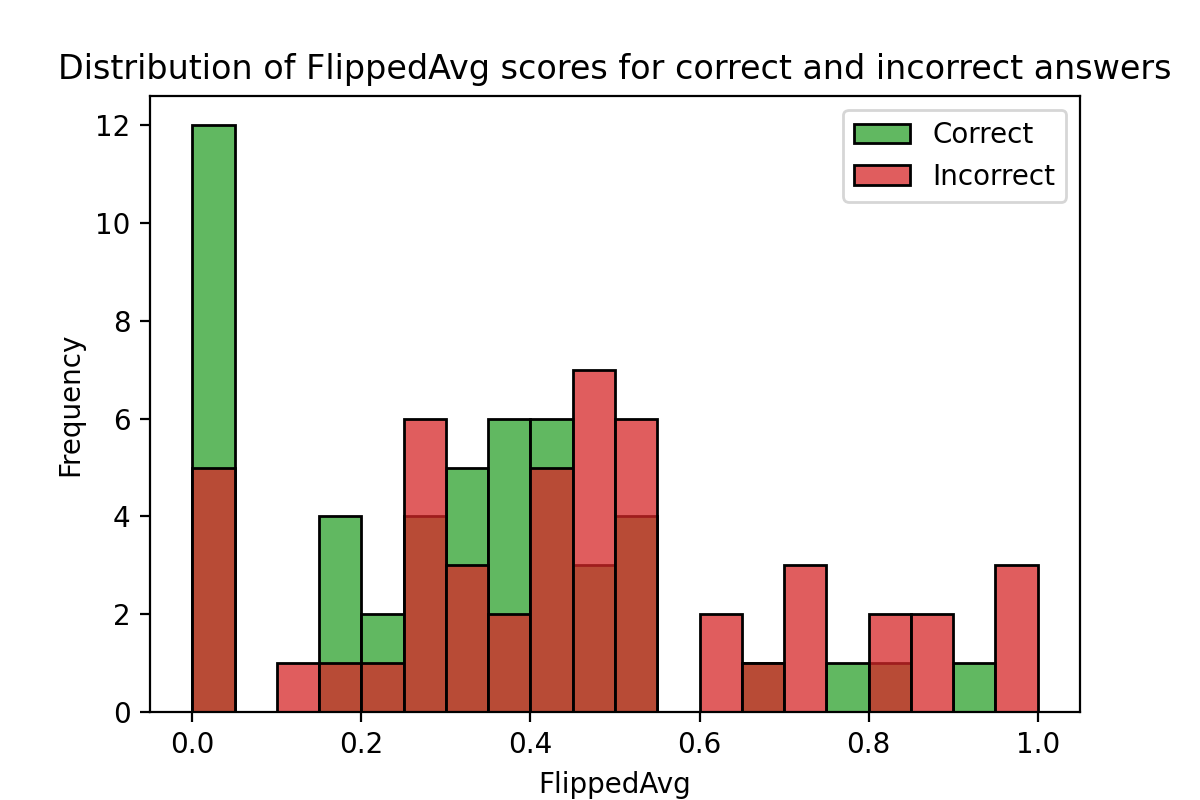 Distribution of FlippedAvg scores for correct and incorrect answers
Correct
Incorrect
12
10
8
6
4
2
0
Frequency
0.0 0.2 0.4 0.6 0.8 1.0
FlippedAvg